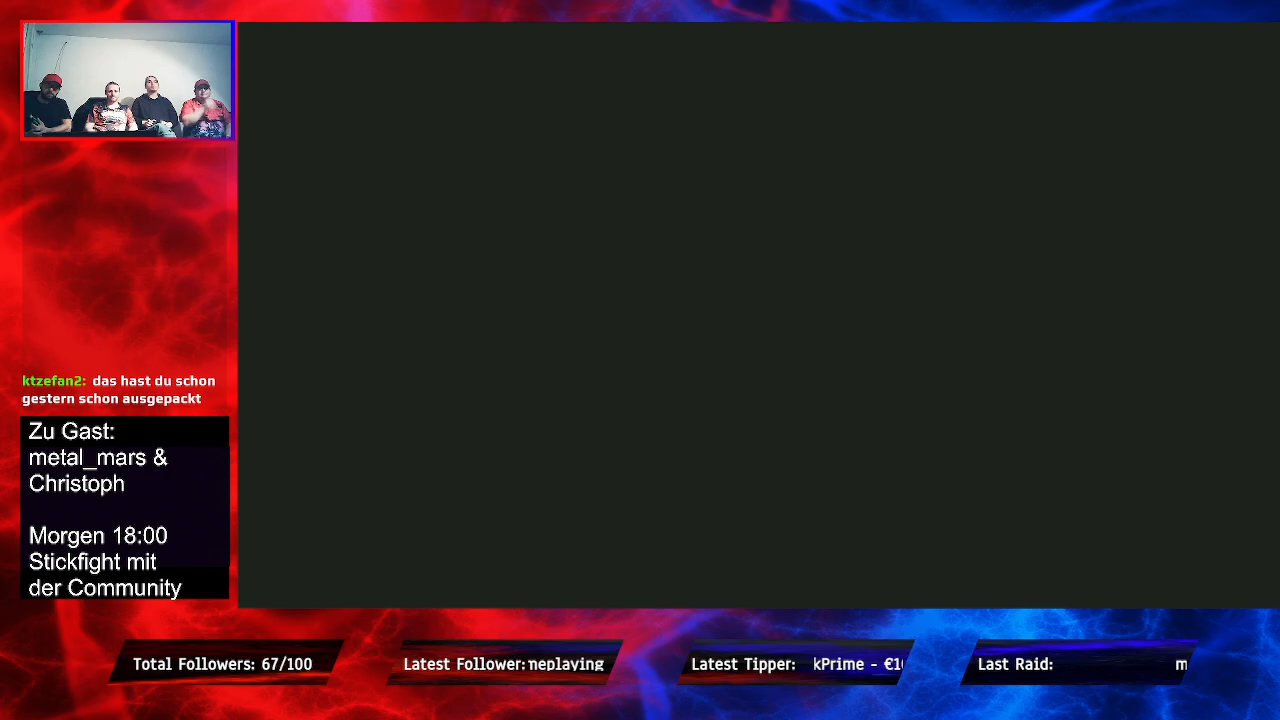 ktzefan2: das hast du schon
gestern schon ausgepackt
Zu Gast:
metal_mars &
Christoph
Morgen 18:00
Stickfight mit
der Community
Total Followers: 67/100
Latest Follower: neplaying
Latest Tipper: kPrime - €1
Last Raid: m